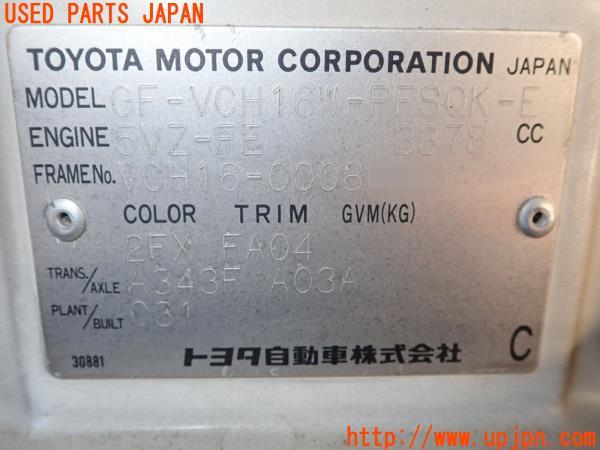 USED PARTS JAPAN
TOYOTA MOTOR CORPORATION JAPAN
MODEL GF-VCH16W-PFSQK-E
ENGINE 5VZ-FE 3378 CC
FRAME No. VCH16-0008
COLOR TRIM GVM(KG)
2FX FA04
TRANS./AXLE A343F A03A
PLANT/BUILT C31
30881 トヨタ自動車株式会社 C
http://www.upjpn.com